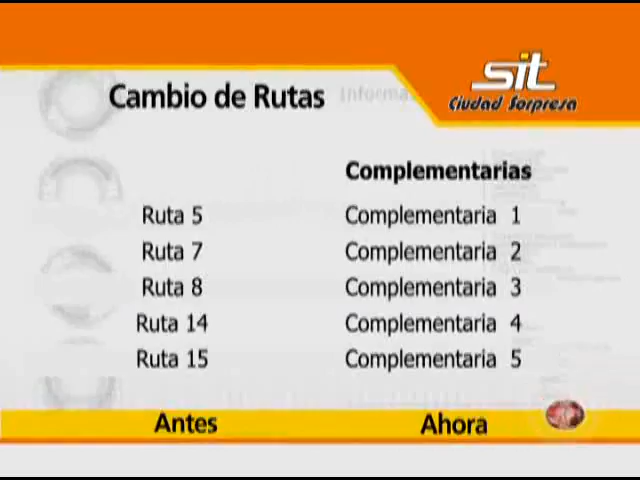 sit
Ciudad Sorpresa
Cambio de Rutas
Complementarias
Ruta 5 Complementaria 1
Ruta 7 Complementaria 2
Ruta 8 Complementaria 3
Ruta 14 Complementaria 4
Ruta 15 Complementaria 5
Antes Ahora